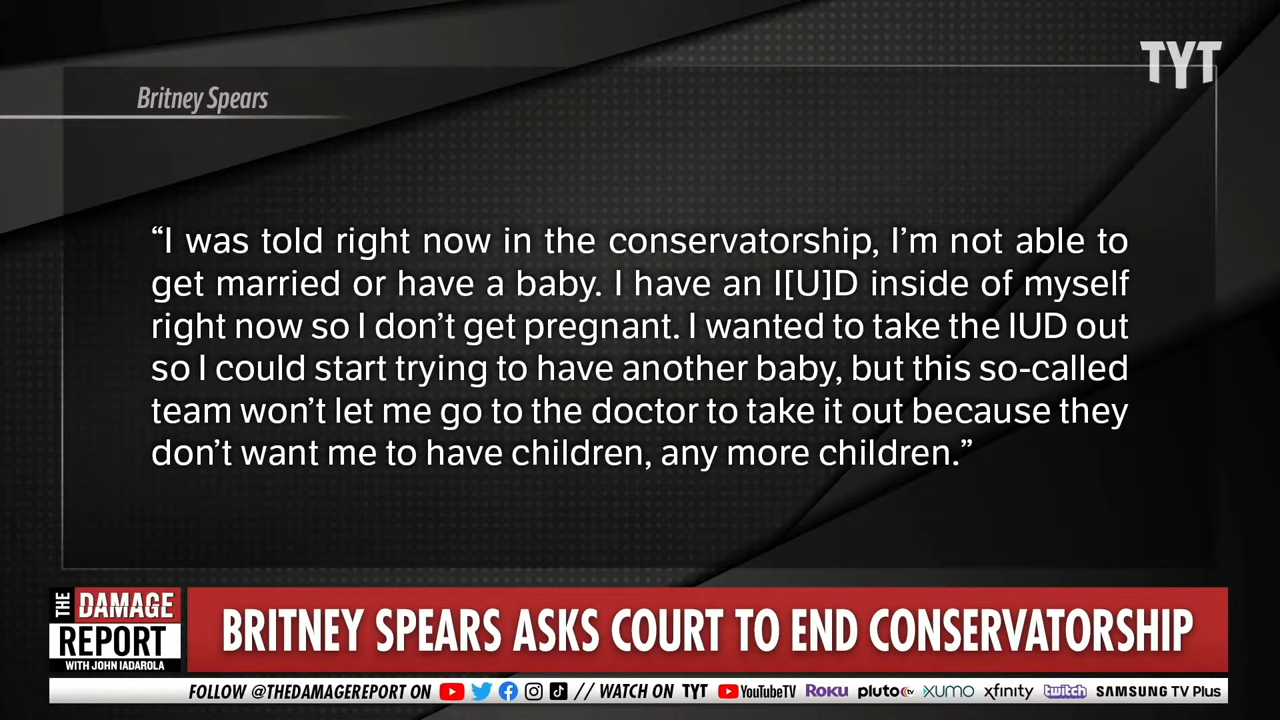 TYT
Britney Spears
“I was told right now in the conservatorship, I’m not able to
get married or have a baby. I have an I[U]D inside of myself
right now so I don’t get pregnant. I wanted to take the IUD out
so I could start trying to have another baby, but this so-called
team won’t let me go to the doctor to take it out because they
don’t want me to have children, any more children.”
THE DAMAGE REPORT
WITH JOHN IADAROLA
BRITNEY SPEARS ASKS COURT TO END CONSERVATORSHIP
FOLLOW @THEDAMAGEREPORT ON // WATCH ON TYT YouTubeTV Roku pluto tv xumo xfinity twitch SAMSUNG TV Plus